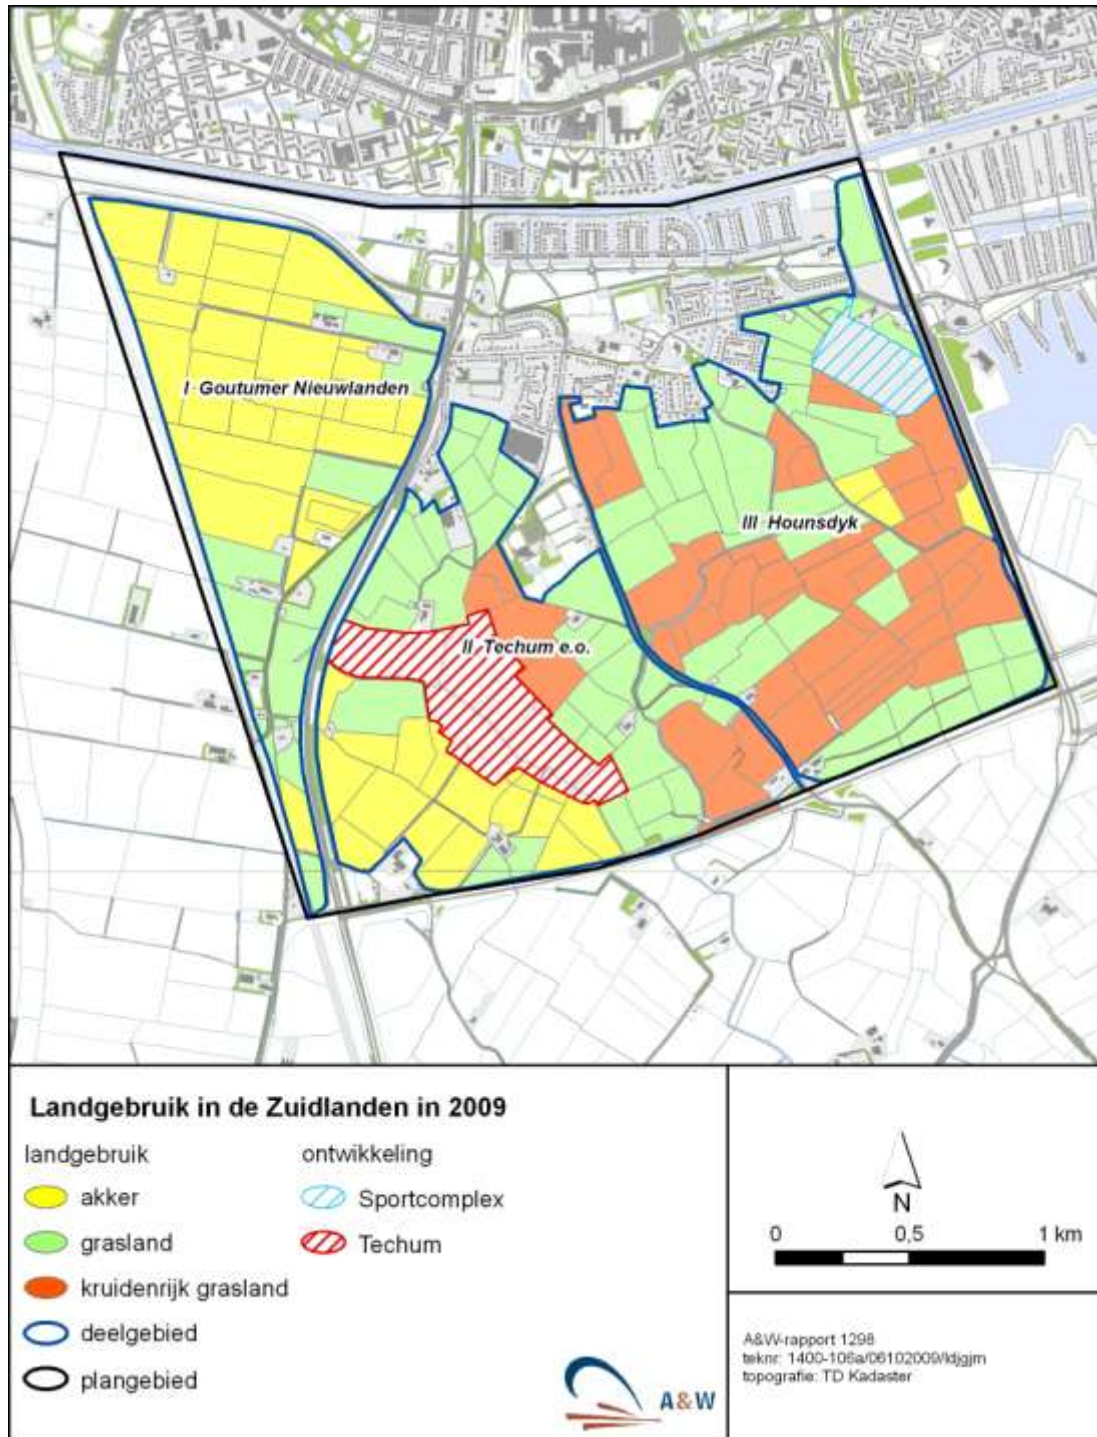 I Goutumer Nieuwlanden
III Hounsdyk
II Techum e.o.
Landgebruik in de Zuidlanden in 2009
landgebruik
akker
grasland
kruidenrijk grasland
deelgebied
plangebied
ontwikkeling
Sportcomplex
Techum
A&W
N
0 0,5 1 km
A&W-rapport 1298
teknr: 1400-106a/06102009/ldjgjm
topografie: TD Kadaster